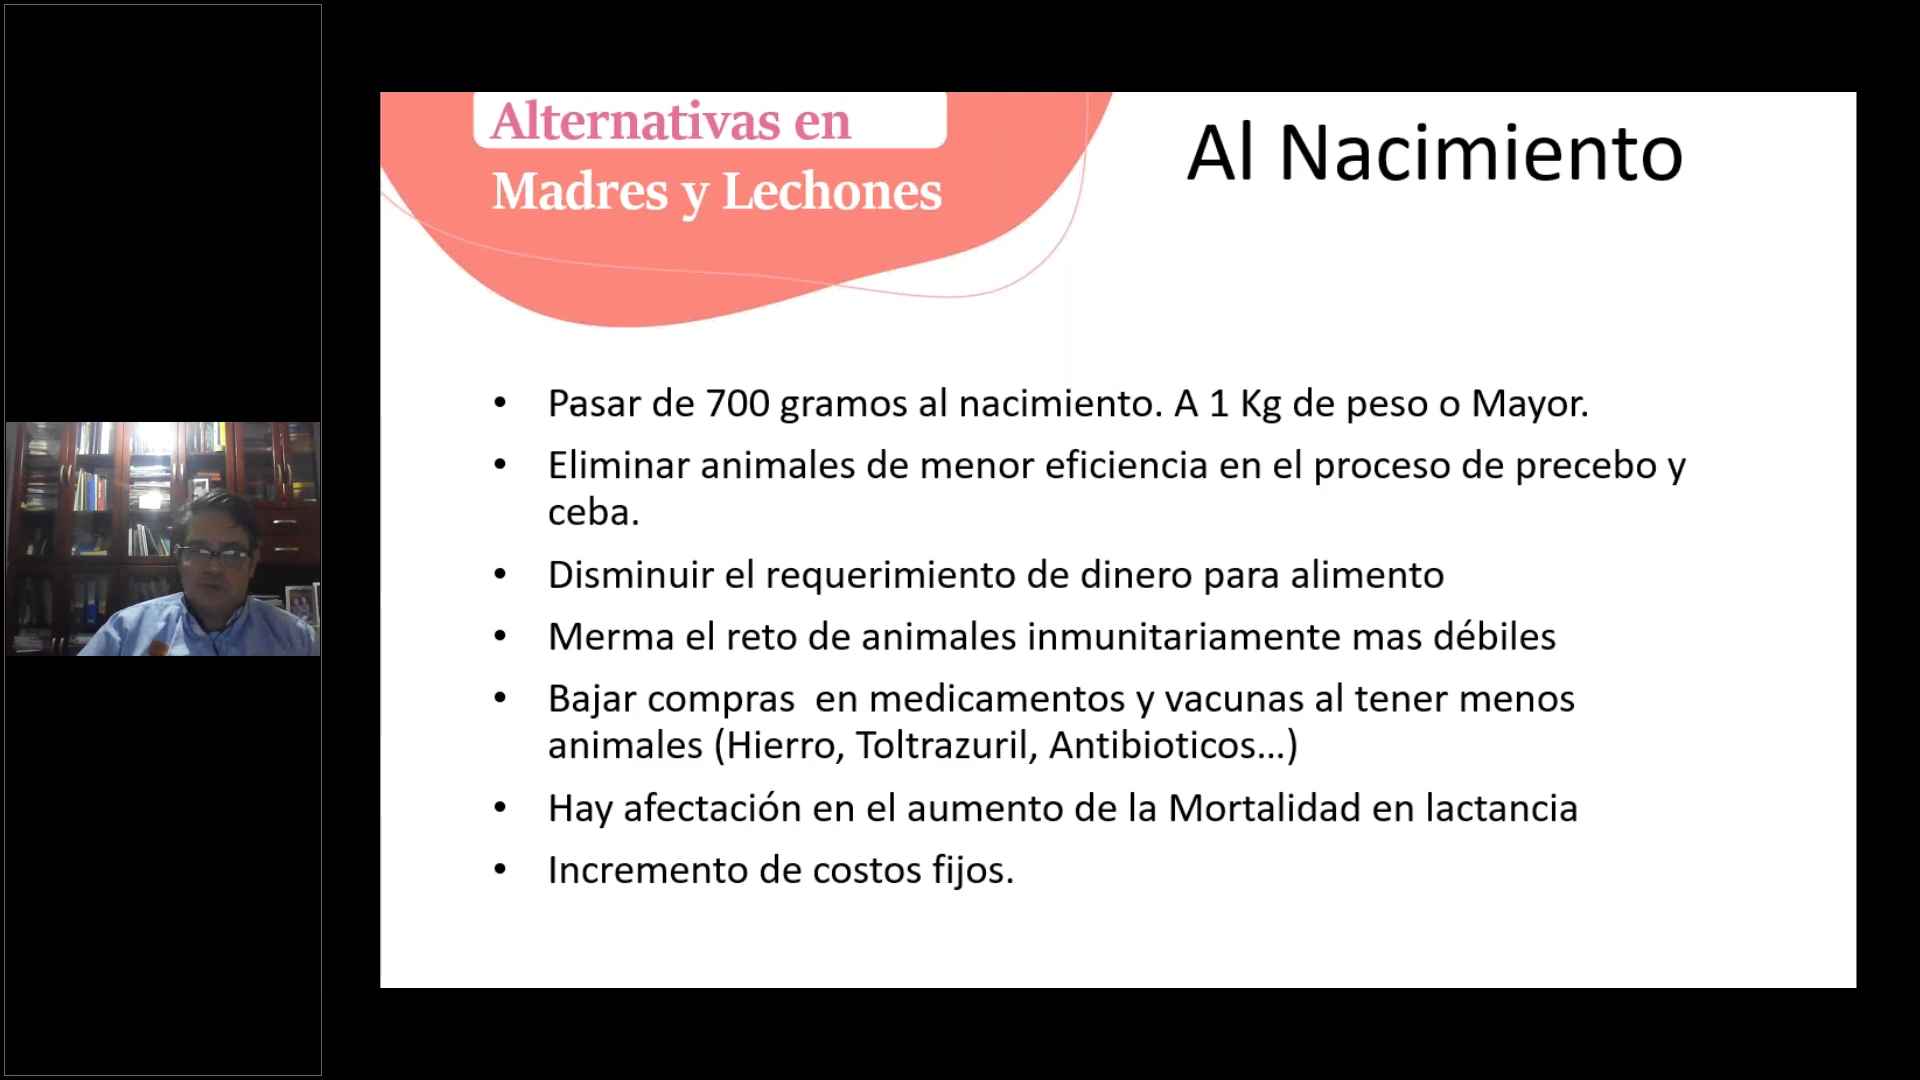 Alternativas en
Madres y Lechones
Al Nacimiento
• Pasar de 700 gramos al nacimiento. A 1 Kg de peso o Mayor.
• Eliminar animales de menor eficiencia en el proceso de precebo y
ceba.
• Disminuir el requerimiento de dinero para alimento
• Merma el reto de animales inmunitariamente mas débiles
• Bajar compras  en medicamentos y vacunas al tener menos
animales (Hierro, Toltrazuril, Antibioticos...)
• Hay afectación en el aumento de la Mortalidad en lactancia
• Incremento de costos fijos.